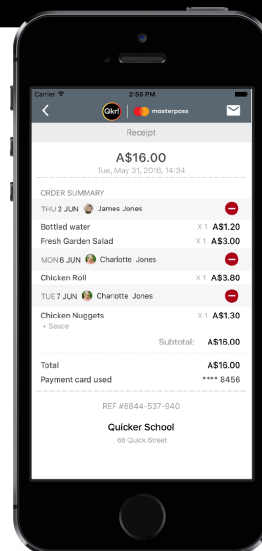 Carrier 2:50 PM
Qkr! masterpass
Receipt
A$16.00
Tue, May 31, 2016, 14:34
ORDER SUMMARY
THU 2 JUN James Jones
Bottled water X 1 A$1.20
Fresh Garden Salad X 1 A$3.00
MON 6 JUN Charlotte Jones
Chicken Roll X 1 A$3.80
TUE 7 JUN Charlotte Jones
Chicken Nuggets X 1 A$1.30
+ Sauce
Subtotal: A$16.00
Total A$16.00
Payment card used **** 8456
REF #8844-537-940
Quicker School
66 Quick Street